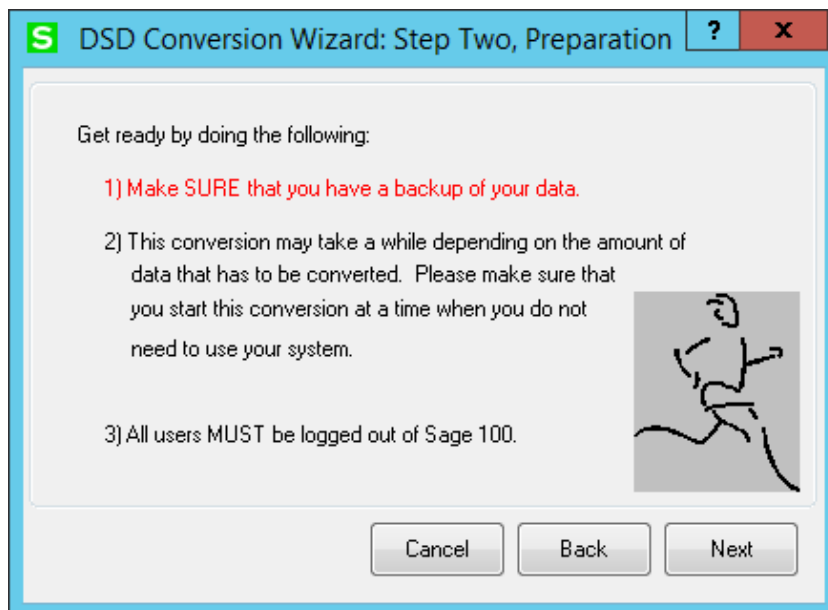 S DSD Conversion Wizard: Step Two, Preparation ? x
Get ready by doing the following:
1) Make SURE that you have a backup of your data.
2) This conversion may take a while depending on the amount of
data that has to be converted.  Please make sure that
you start this conversion at a time when you do not
need to use your system.
3) All users MUST be logged out of Sage 100.
Cancel Back Next